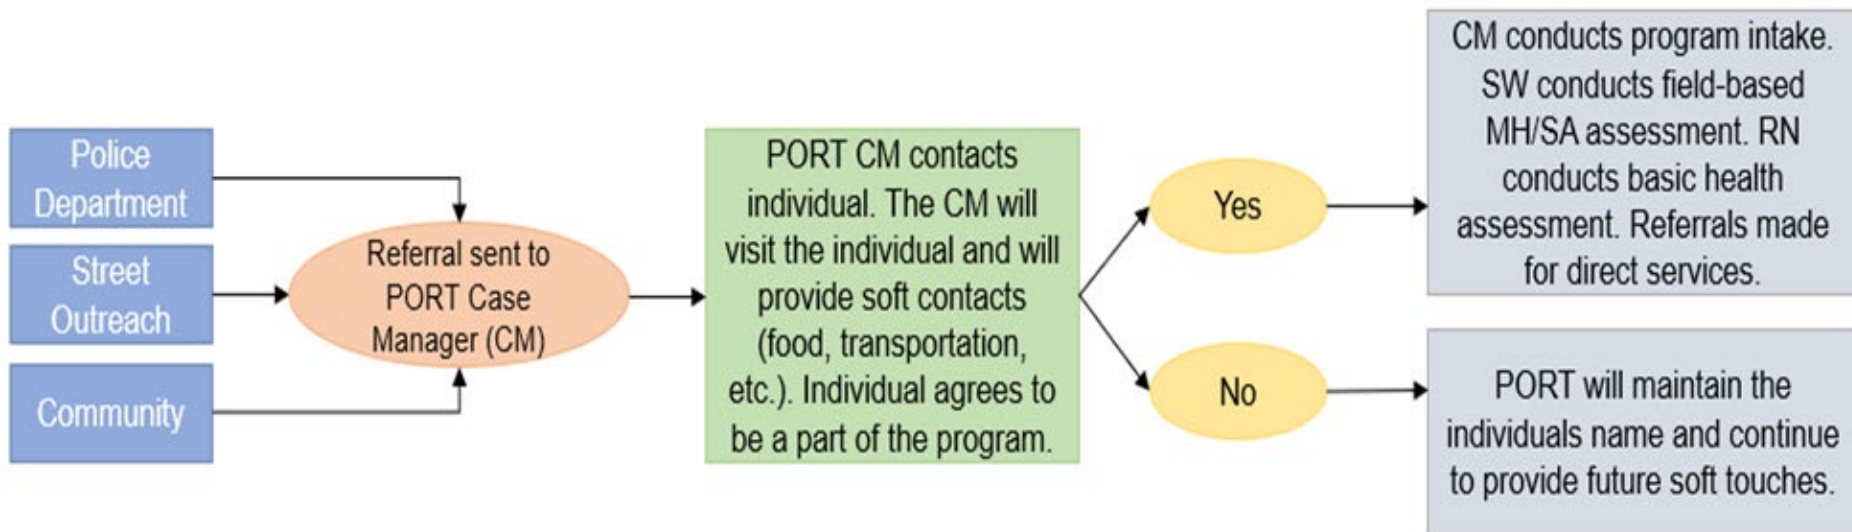 Police
Department
Street
Outreach
Community
Referral sent to
PORT Case
Manager (CM)
PORT CM contacts
individual. The CM will
visit the individual and will
provide soft contacts
(food, transportation,
etc.). Individual agrees to
be a part of the program.
Yes
No
CM conducts program intake.
SW conducts field-based
MH/SA assessment. RN
conducts basic health
assessment. Referrals made
for direct services.
PORT will maintain the
individuals name and continue
to provide future soft touches.